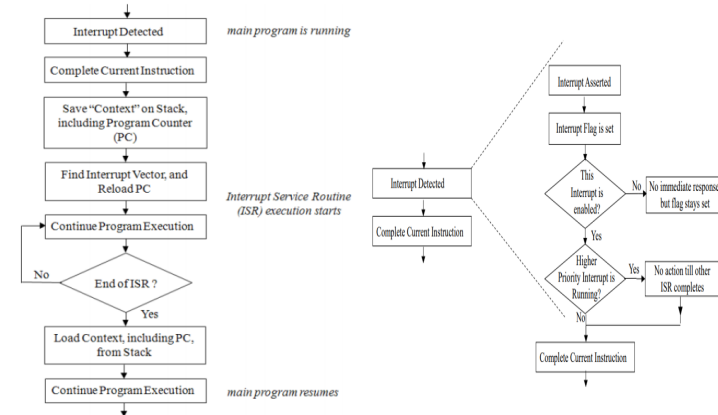 Interrupt Detected
main program is running
Complete Current Instruction
Save "Context" on Stack,
including Program Counter
(PC)
Find Interrupt Vector, and
Reload PC
Interrupt Service Routine
(ISR) execution starts
Continue Program Execution
No
End of ISR ?
Yes
Load Context, including PC,
from Stack
Continue Program Execution
main program resumes
Interrupt Detected
Complete Current Instruction
Interrupt Asserted
Interrupt Flag is set
This
Interrupt is
enabled?
No
No immediate response
but flag stays set
Yes
Higher
Priority Interrupt is
Running?
Yes
No action till other
ISR completes
No
Complete Current Instruction